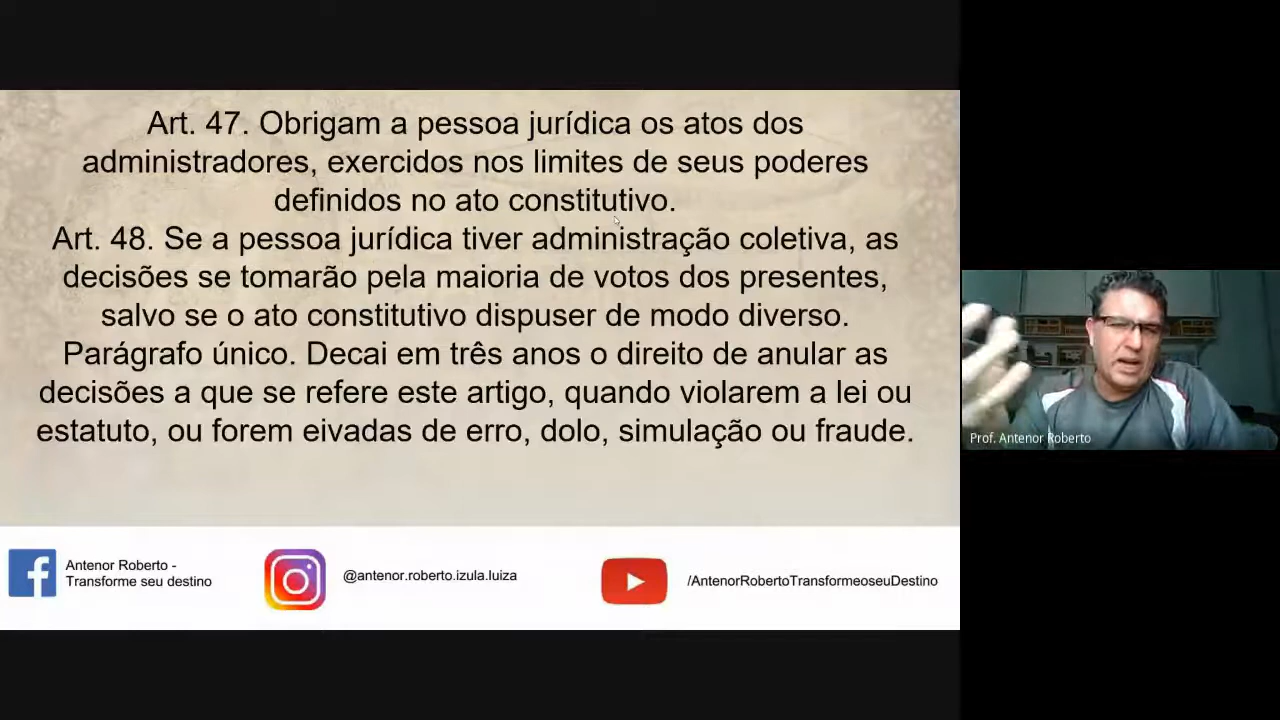 Art. 47. Obrigam a pessoa jurídica os atos dos
administradores, exercidos nos limites de seus poderes
definidos no ato constitutivo.
Art. 48. Se a pessoa jurídica tiver administração coletiva, as
decisões se tomarão pela maioria de votos dos presentes,
salvo se o ato constitutivo dispuser de modo diverso.
Parágrafo único. Decai em três anos o direito de anular as
decisões a que se refere este artigo, quando violarem a lei ou
estatuto, ou forem eivadas de erro, dolo, simulação ou fraude.
Prof. Antenor Roberto
Antenor Roberto -
Transforme seu destino
@antenor.roberto.izula.luiza
/AntenorRobertoTransformeoseuDestino